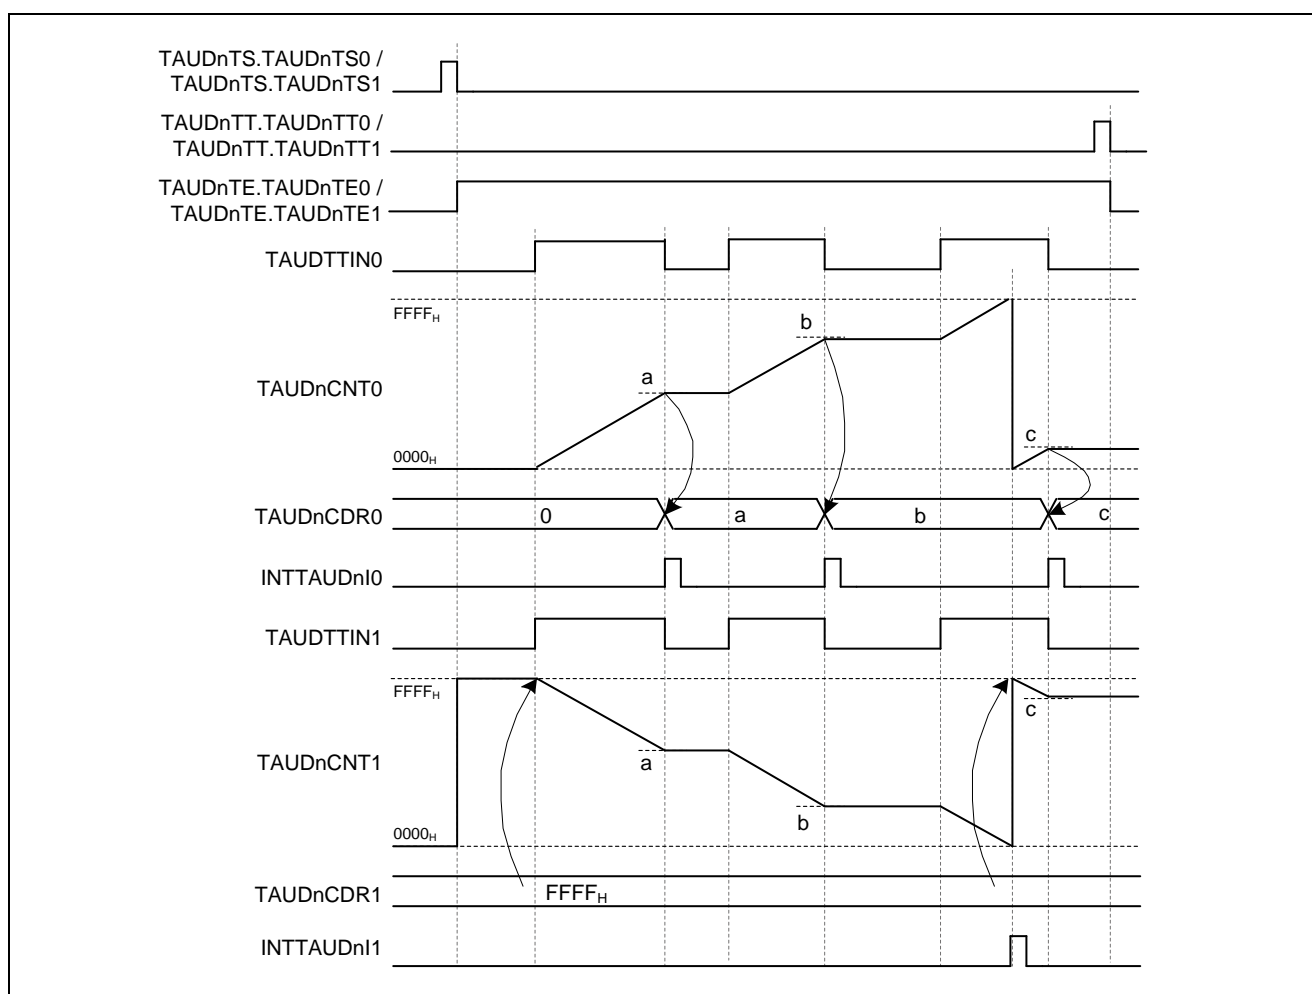 TAUDnTS.TAUDnTS0 /
TAUDnTS.TAUDnTS1
TAUDnTT.TAUDnTT0 /
TAUDnTT.TAUDnTT1
TAUDnTE.TAUDnTE0 /
TAUDnTE.TAUDnTE1
TAUDTTIN0
FFFFH
b
a
TAUDnCNT0
c
0000H
TAUDnCDR0
0 a b c
INTTAUDnI0
TAUDTTIN1
FFFFH
c
TAUDnCNT1
a
b
0000H
TAUDnCDR1
FFFFH
INTTAUDnI1